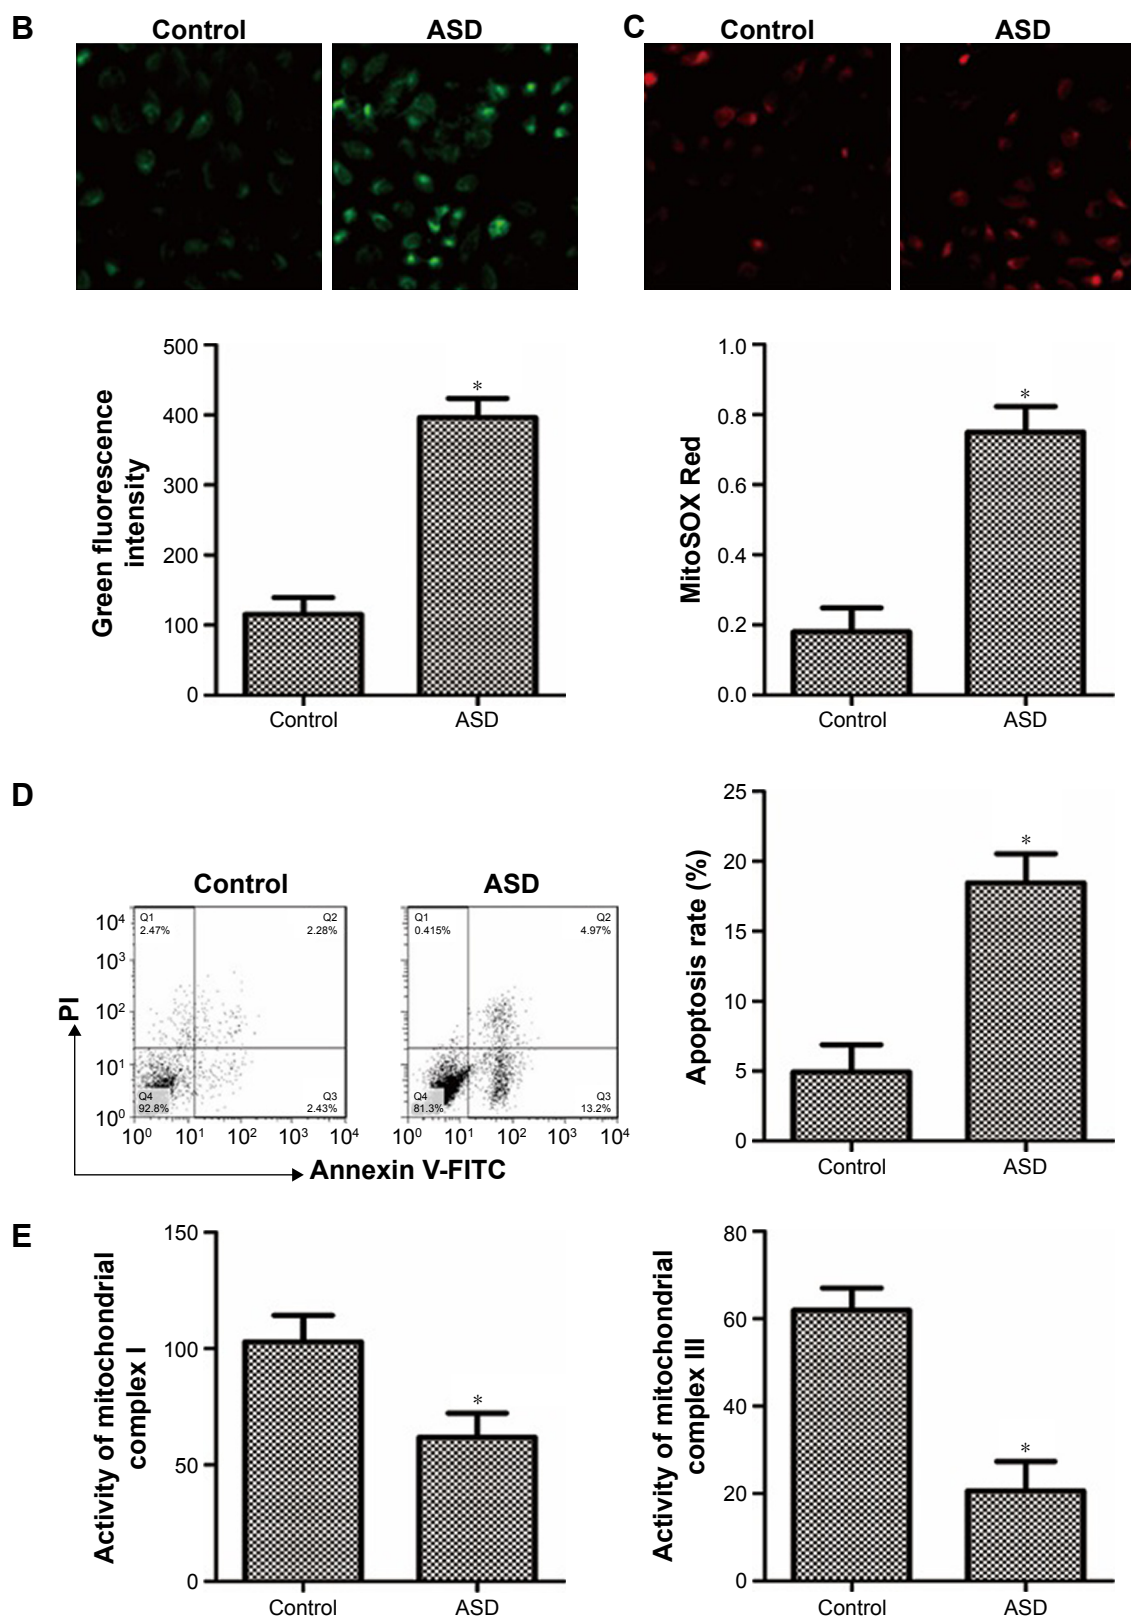 B
Control
ASD
C
Control
ASD
500
400
300
200
100
0
Green fluorescence
intensity
*
Control
ASD
1.0
0.8
0.6
0.4
0.2
0.0
MitoSOX Red
*
Control
ASD
D
Control
ASD
PI
10⁴
10³
10²
10¹
10⁰
Q1
2.47%
Q2
2.28%
Q4
92.8%
Q3
2.43%
10⁰ 10¹ 10² 10³ 10⁴
Q1
0.415%
Q2
4.97%
Q4
81.3%
Q3
13.2%
10⁰ 10¹ 10² 10³ 10⁴
Annexin V-FITC
25
20
15
10
5
0
Apoptosis rate (%)
*
Control
ASD
E
150
100
50
0
Activity of mitochondrial
complex I
*
Control
ASD
80
60
40
20
0
Activity of mitochondrial
complex III
*
Control
ASD